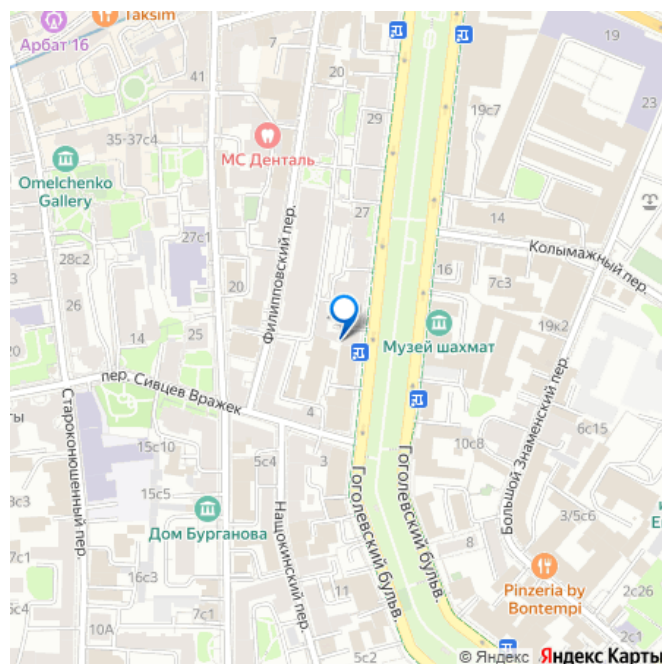 Taksim
Арбат 16
19
7
41
20
23
29
19с7
35-37с4
МС Денталь
Omelchenko
Gallery
27
14
27с1
Колымажный пер.
28с2
16
7с3
26
20
Филипповский пер.
19к2
14
25
Музей шахмат
пер. Сивцев Вражек
Староконюшенный пер.
Большой Знаменский пер.
4
6с15
15с10
10с8
5с4
3
Гоголевский бульв.
Гоголевский бульв.
15с5
Нащокинский пер.
3/5с6
Дом Бурганова
8
16с3
11
Pinzeria by
Bontempi
2с26
7с1
10А
2с1
5с2
© Яндекс Яндекс Карты